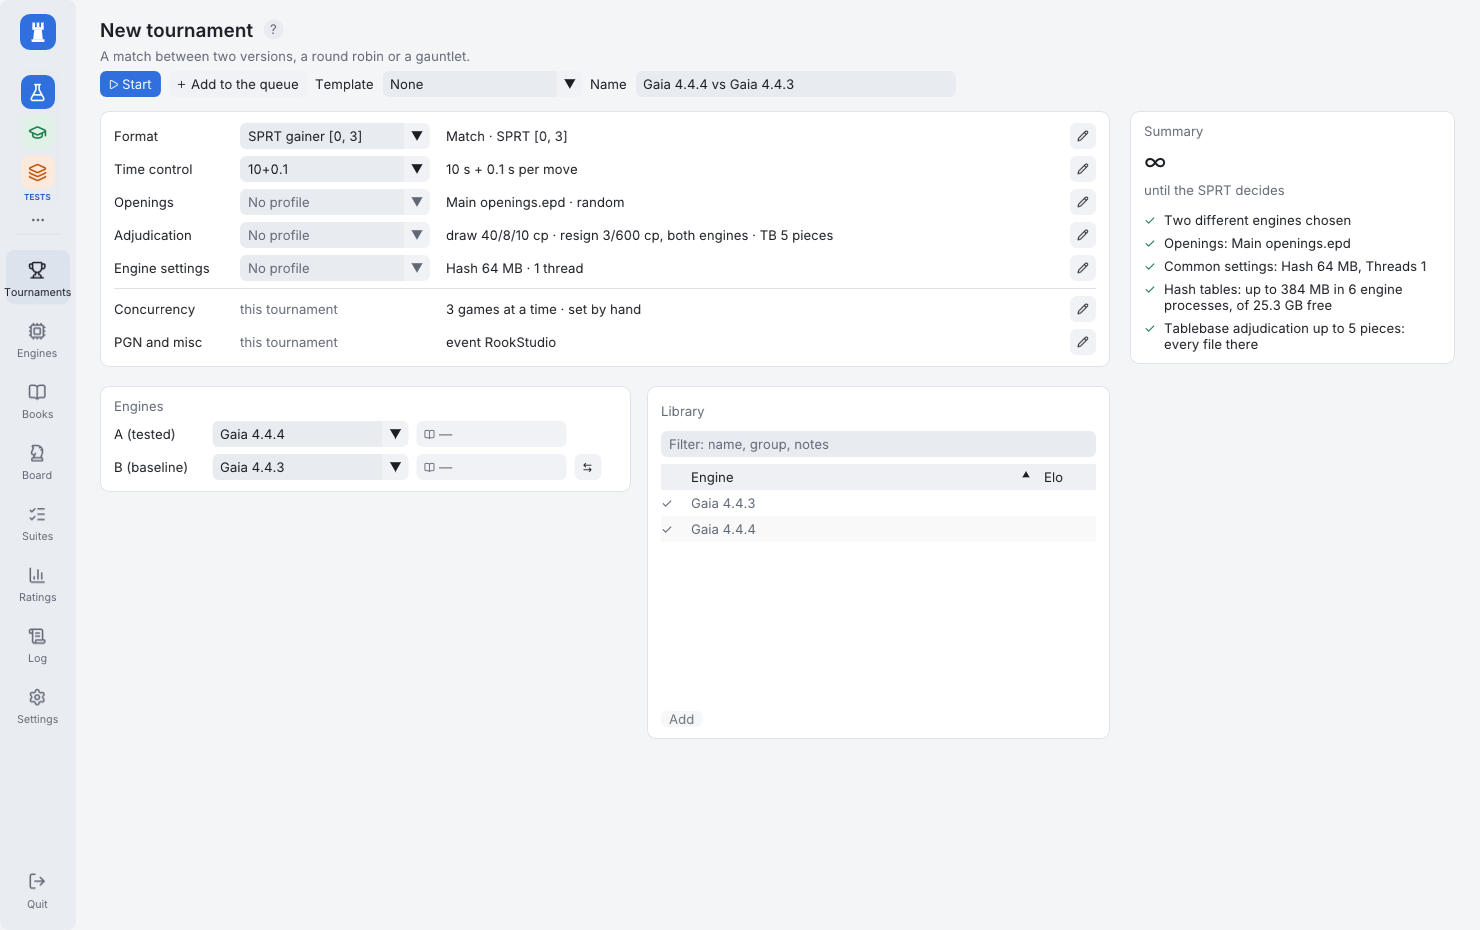 New tournament ?
A match between two versions, a round robin or a gauntlet.
Start + Add to the queue Template None Name Gaia 4.4.4 vs Gaia 4.4.3
TESTS
Tournaments
Engines
Books
Board
Suites
Ratings
Log
Settings
Quit
Format SPRT gainer [0, 3] Match · SPRT [0, 3]
Time control 10+0.1 10 s + 0.1 s per move
Openings No profile Main openings.epd · random
Adjudication No profile draw 40/8/10 cp · resign 3/600 cp, both engines · TB 5 pieces
Engine settings No profile Hash 64 MB · 1 thread
Concurrency this tournament 3 games at a time · set by hand
PGN and misc this tournament event RookStudio
Summary
∞
until the SPRT decides
Two different engines chosen
Openings: Main openings.epd
Common settings: Hash 64 MB, Threads 1
Hash tables: up to 384 MB in 6 engine
processes, of 25.3 GB free
Tablebase adjudication up to 5 pieces:
every file there
Engines
A (tested) Gaia 4.4.4 —
B (baseline) Gaia 4.4.3 —
Library
Filter: name, group, notes
Engine Elo
Gaia 4.4.3
Gaia 4.4.4
Add